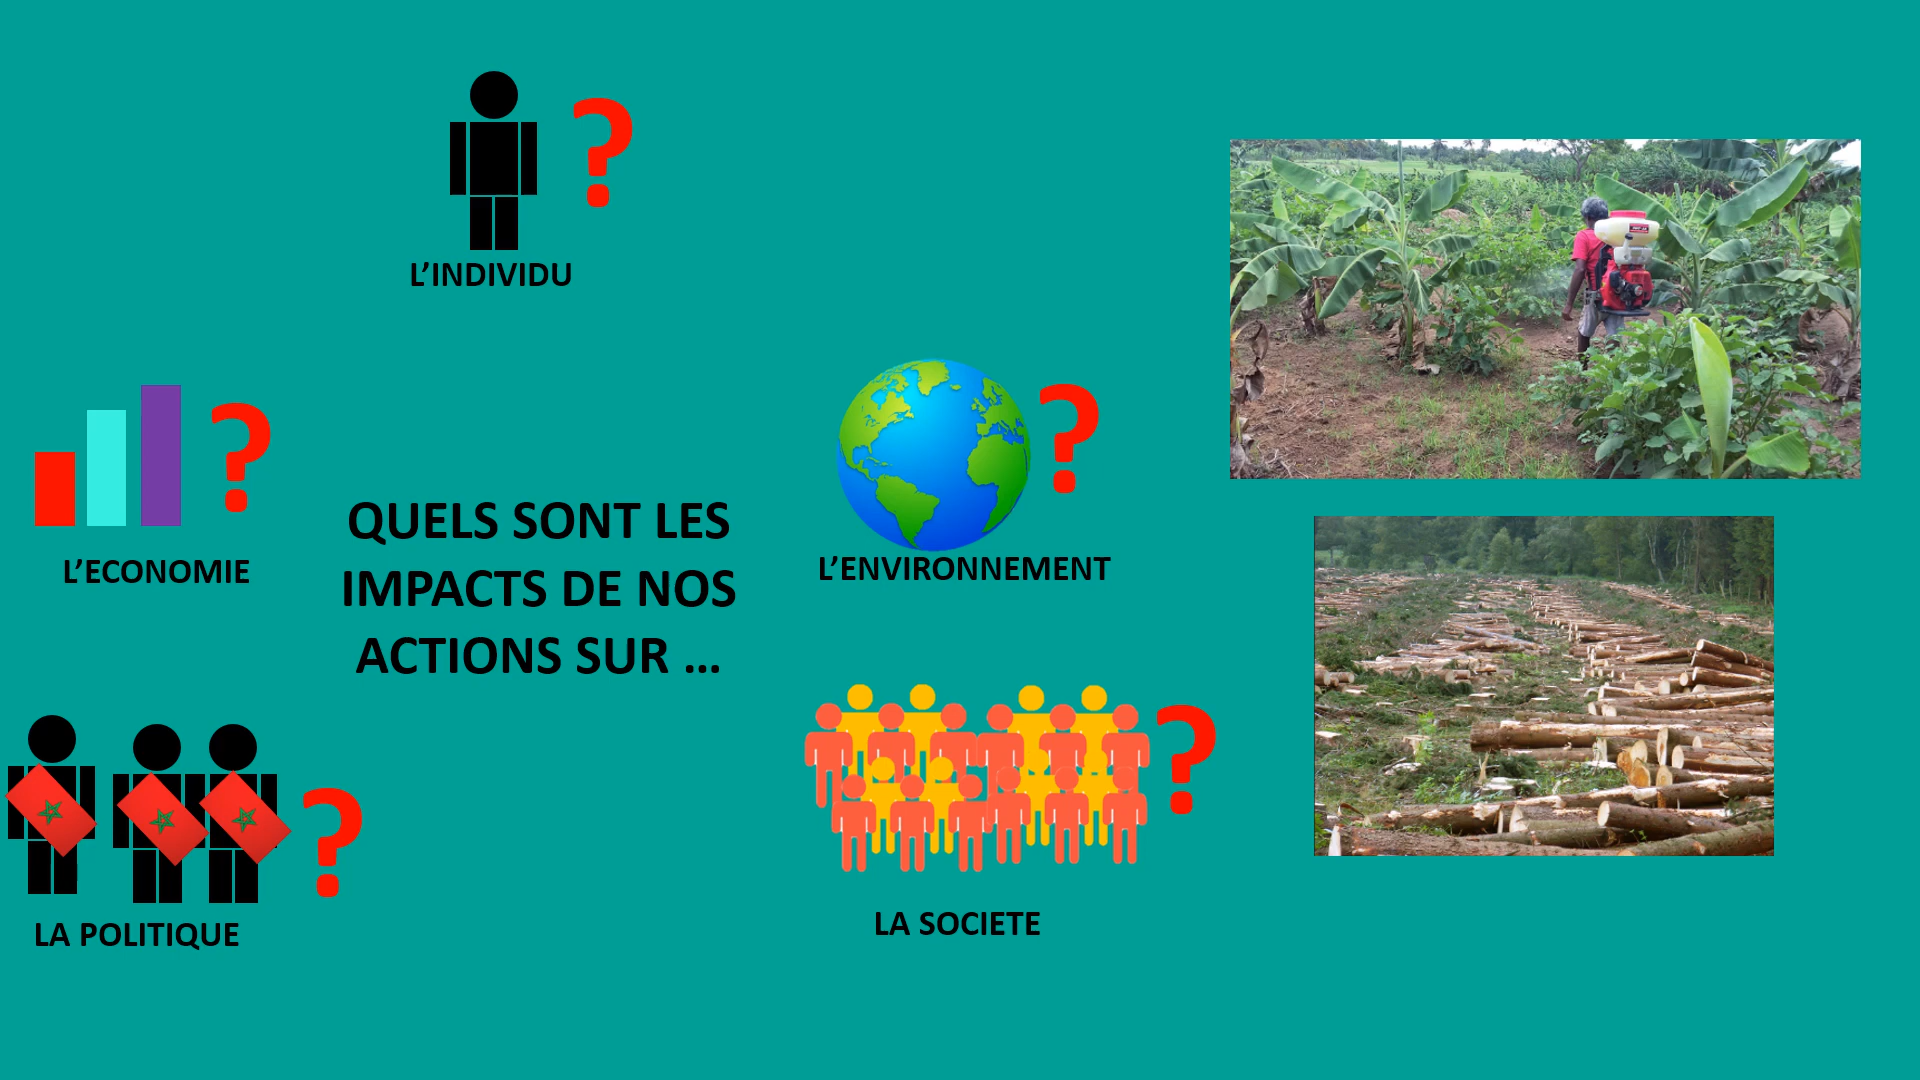 L’INDIVIDU
L’ECONOMIE
QUELS SONT LES
IMPACTS DE NOS
ACTIONS SUR …
L’ENVIRONNEMENT
LA POLITIQUE
LA SOCIETE